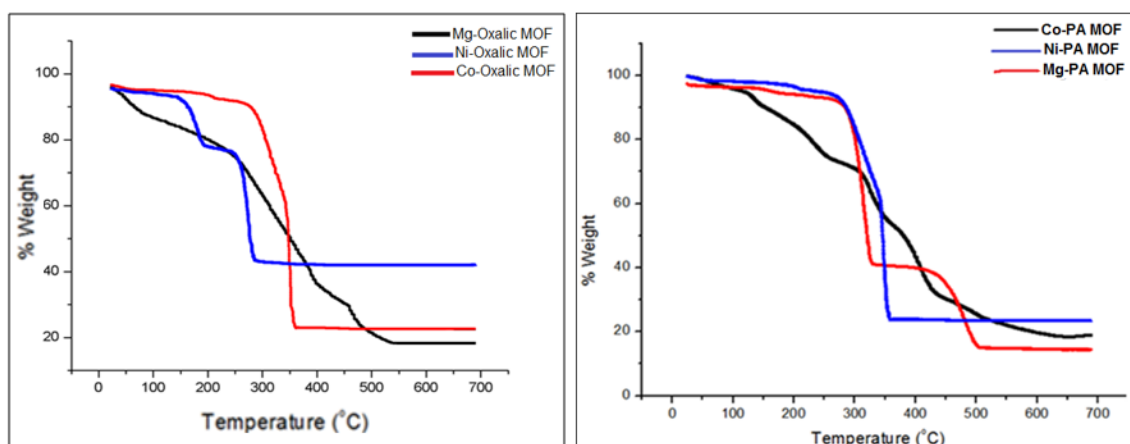 Mg-Oxalic MOF
Ni-Oxalic MOF
Co-Oxalic MOF
% Weight
100
80
60
40
20
0 100 200 300 400 500 600 700
Temperature (°C)
Co-PA MOF
Ni-PA MOF
Mg-PA MOF
% Weight
100
80
60
40
20
0
0 100 200 300 400 500 600 700
Temperature (°C)